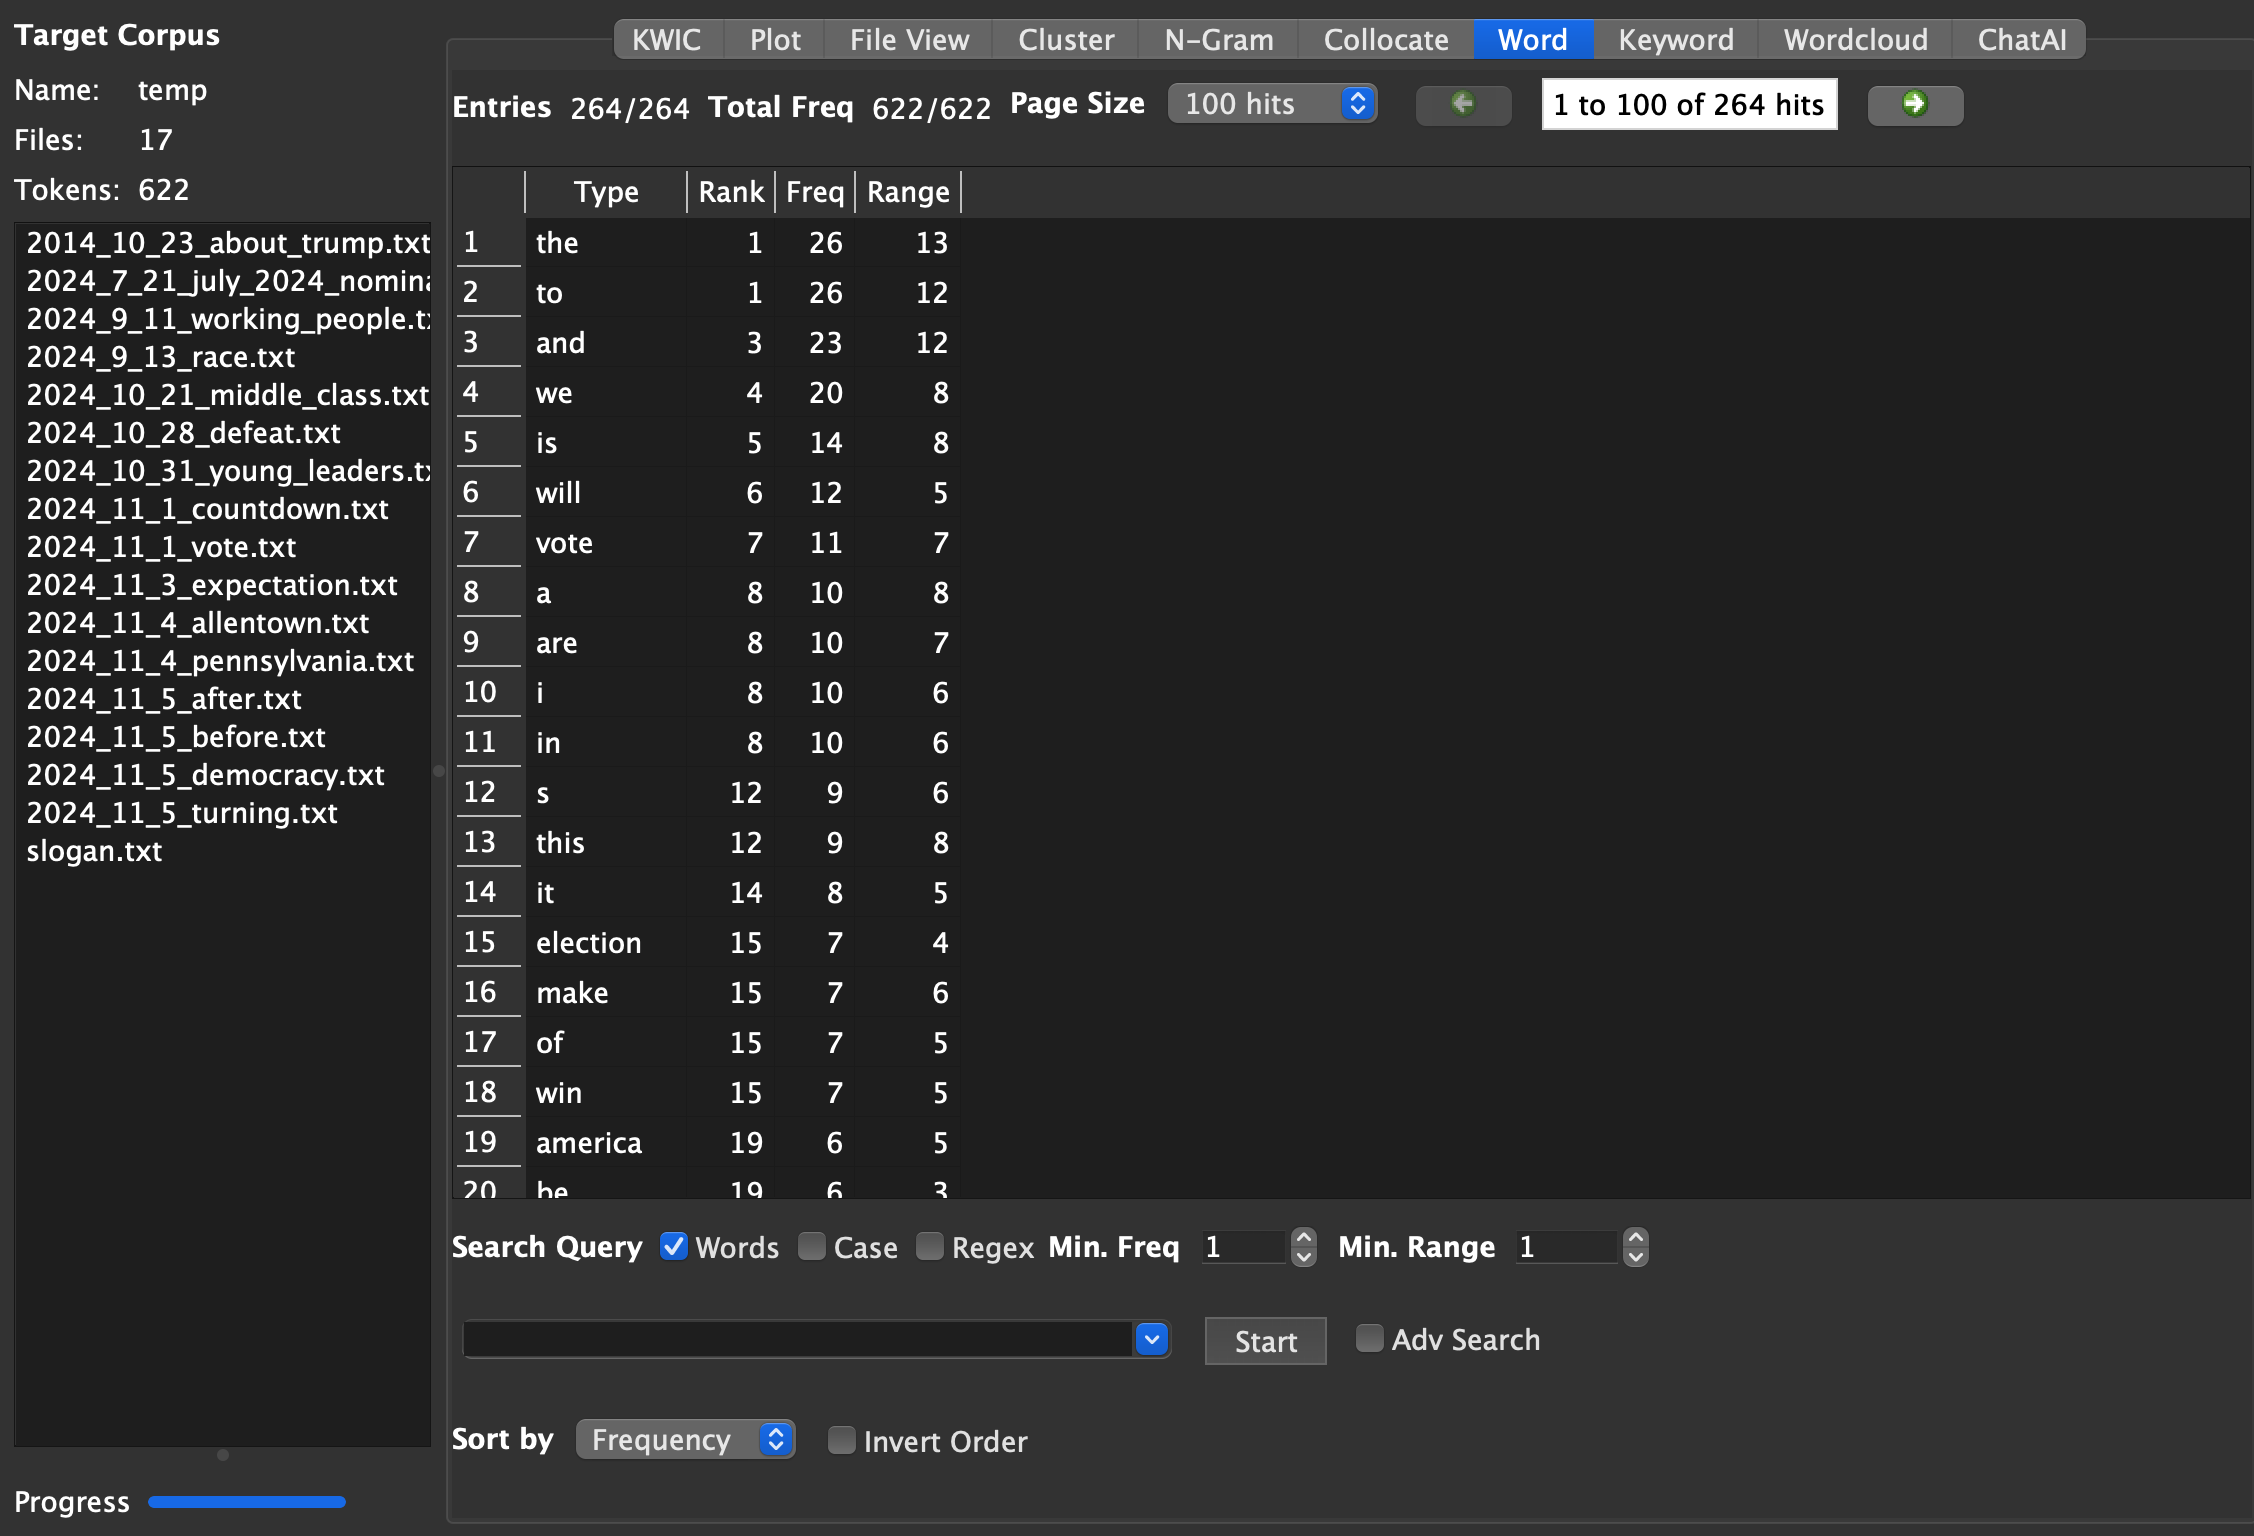 Target Corpus
Name: temp
Files: 17
Tokens: 622
2014_10_23_about_trump.txt
2024_7_21_july_2024_nomina
2024_9_11_working_people.t
2024_9_13_race.txt
2024_10_21_middle_class.txt
2024_10_28_defeat.txt
2024_10_31_young_leaders.t
2024_11_1_countdown.txt
2024_11_1_vote.txt
2024_11_3_expectation.txt
2024_11_4_allentown.txt
2024_11_4_pennsylvania.txt
2024_11_5_after.txt
2024_11_5_before.txt
2024_11_5_democracy.txt
2024_11_5_turning.txt
slogan.txt
Progress
KWIC Plot File View Cluster N-Gram Collocate Word Keyword Wordcloud ChatAI
Entries 264/264 Total Freq 622/622 Page Size 100 hits 1 to 100 of 264 hits
Type Rank Freq Range
1 the 1 26 13
2 to 1 26 12
3 and 3 23 12
4 we 4 20 8
5 is 5 14 8
6 will 6 12 5
7 vote 7 11 7
8 a 8 10 8
9 are 8 10 7
10 i 8 10 6
11 in 8 10 6
12 s 12 9 6
13 this 12 9 8
14 it 14 8 5
15 election 15 7 4
16 make 15 7 6
17 of 15 7 5
18 win 15 7 5
19 america 19 6 5
20 be 19 6 3
Search Query Words Case Regex Min. Freq 1 Min. Range 1
Start Adv Search
Sort by Frequency Invert Order